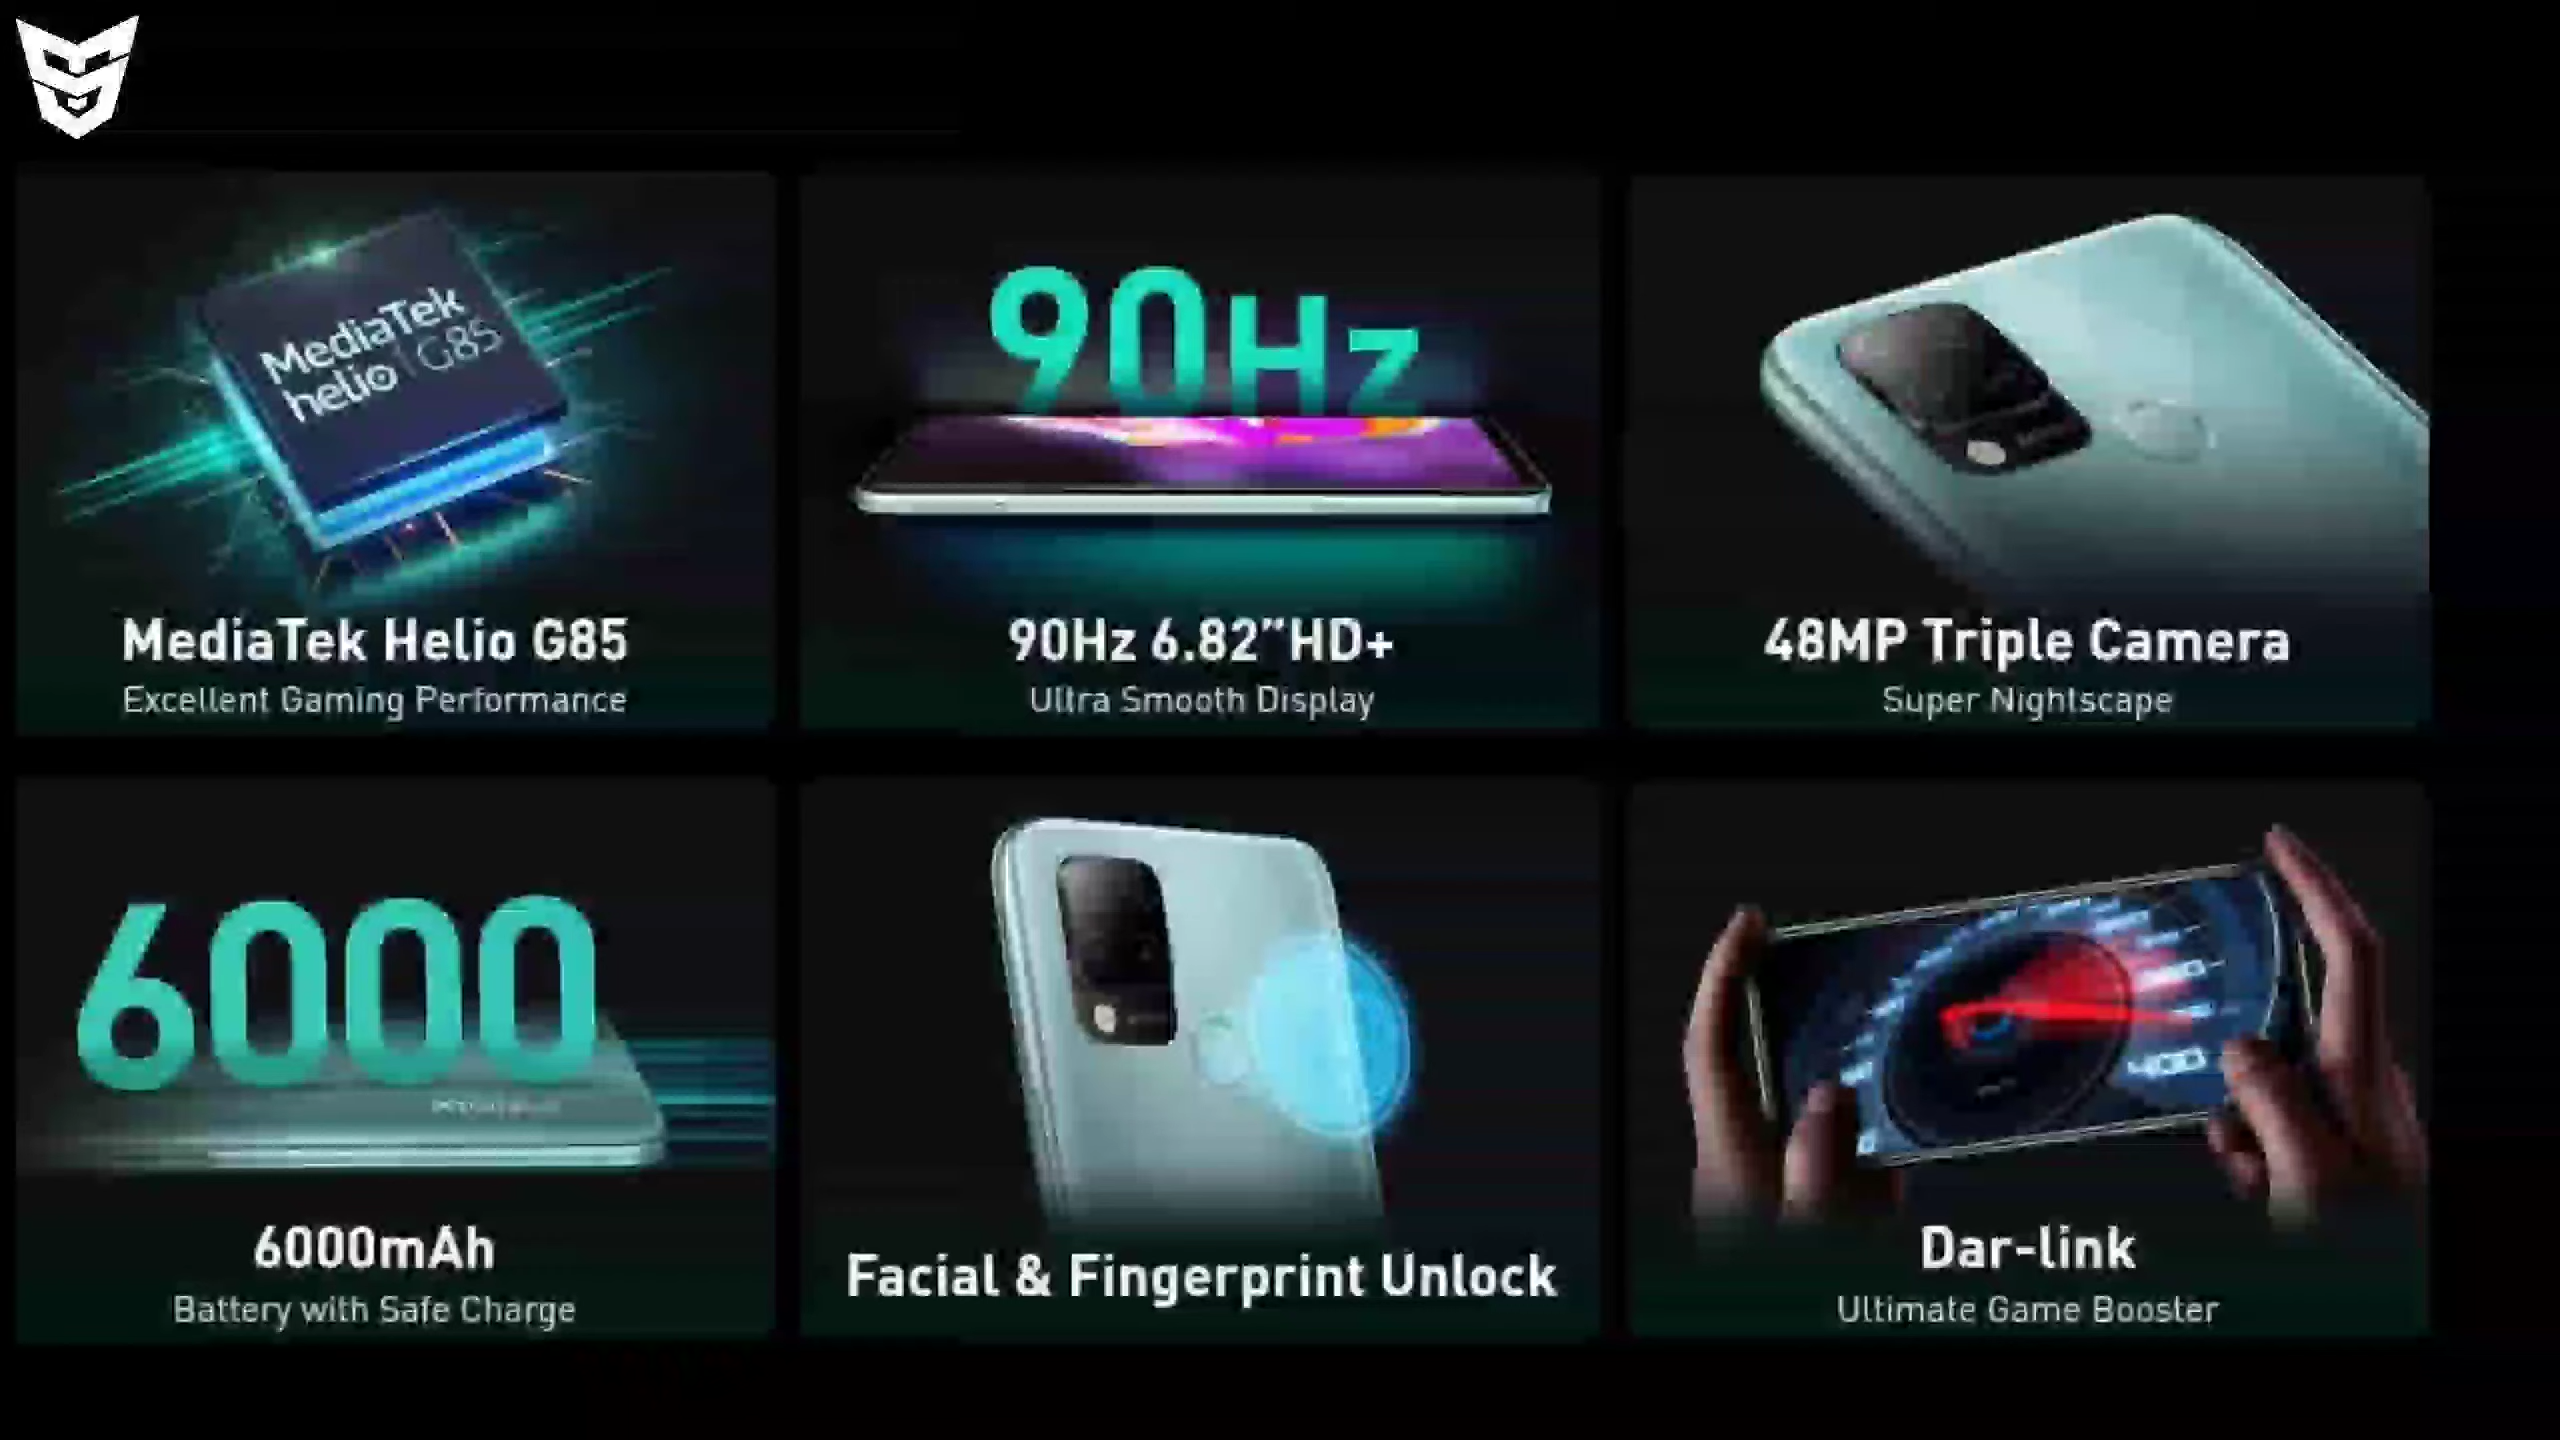 MediaTek
helio G85
MediaTek Helio G85
Excellent Gaming Performance
90Hz
90Hz 6.82"HD+
Ultra Smooth Display
48MP Triple Camera
Super Nightscape
6000
6000mAh
Battery with Safe Charge
Facial & Fingerprint Unlock
400
Dar-link
Ultimate Game Booster